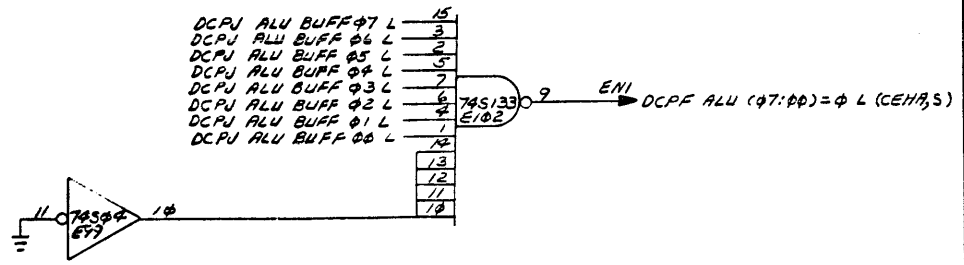 DCPJ ALU BUFF φ7 L 15
DCPJ ALU BUFF φ6 L 3
DCPJ ALU BUFF φ5 L 2
DCPJ ALU BUFF φ4 L 5
DCPJ ALU BUFF φ3 L 7
DCPJ ALU BUFF φ2 L 6
DCPJ ALU BUFF φ1 L 4
DCPJ ALU BUFF φφ L 1
74S133
E1φ2
9
EN1
DCPF ALU (φ7:φφ)=φ L (CEHA,S)
14
13
12
11
1φ
11
74Sφ4
1φ